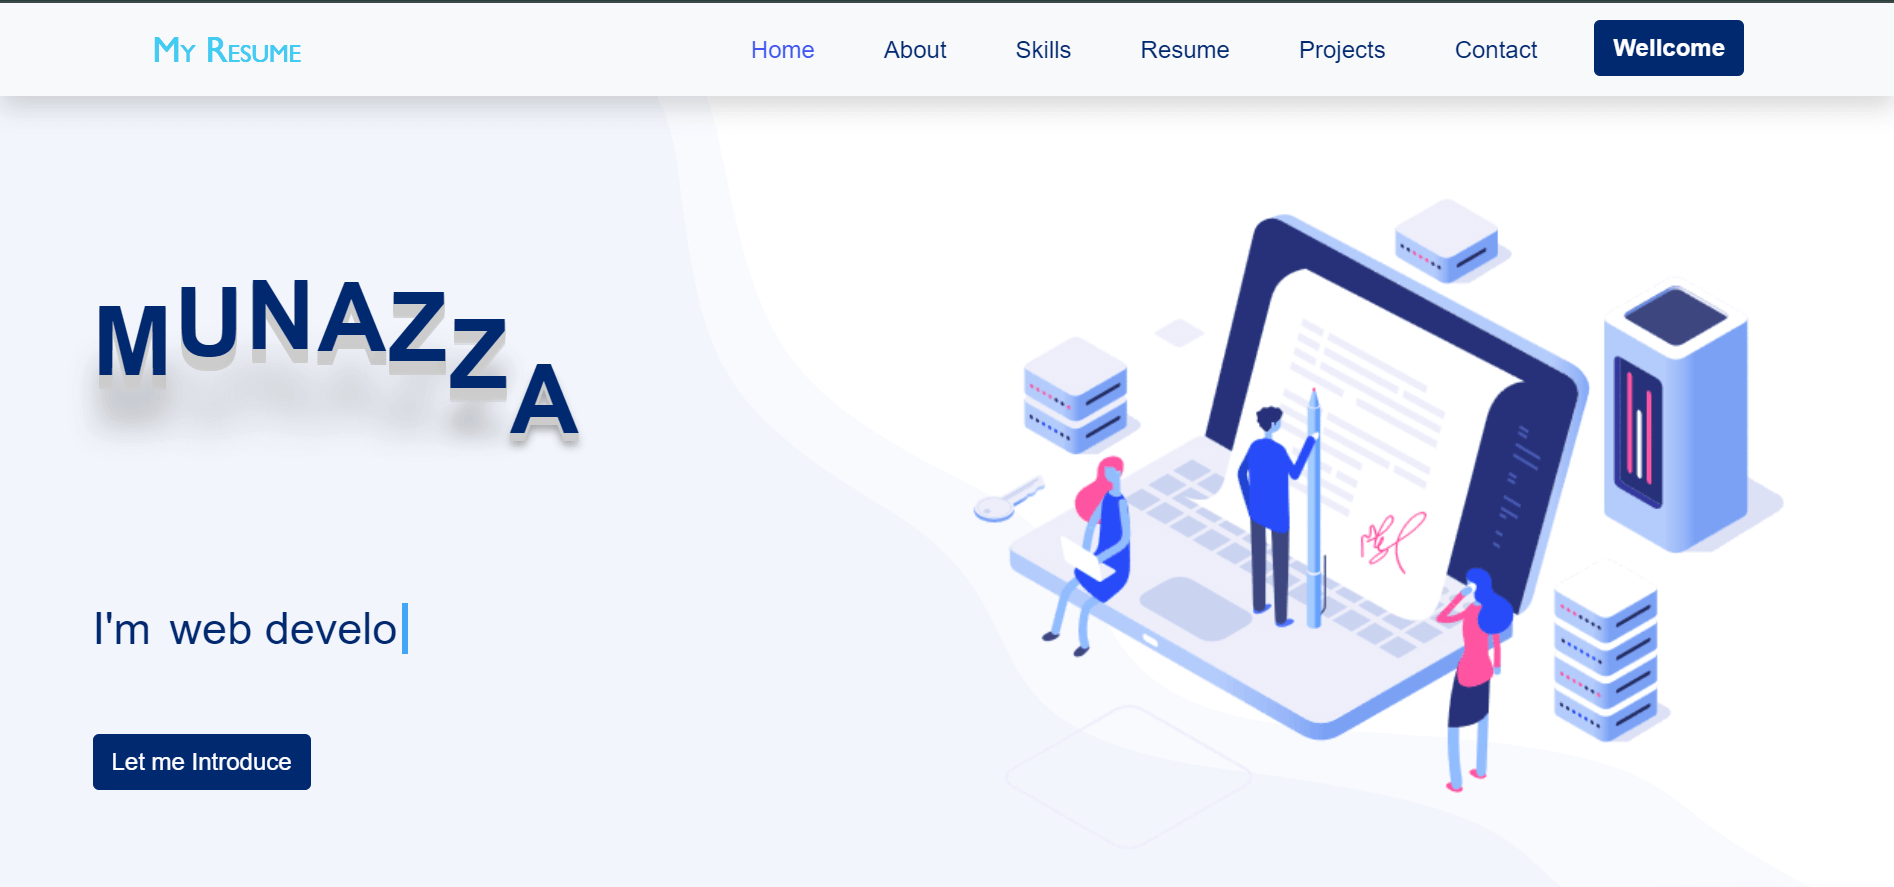 My Resume
Home About Skills Resume Projects Contact Wellcome
MUNAZZA
I'm web develo
Let me Introduce